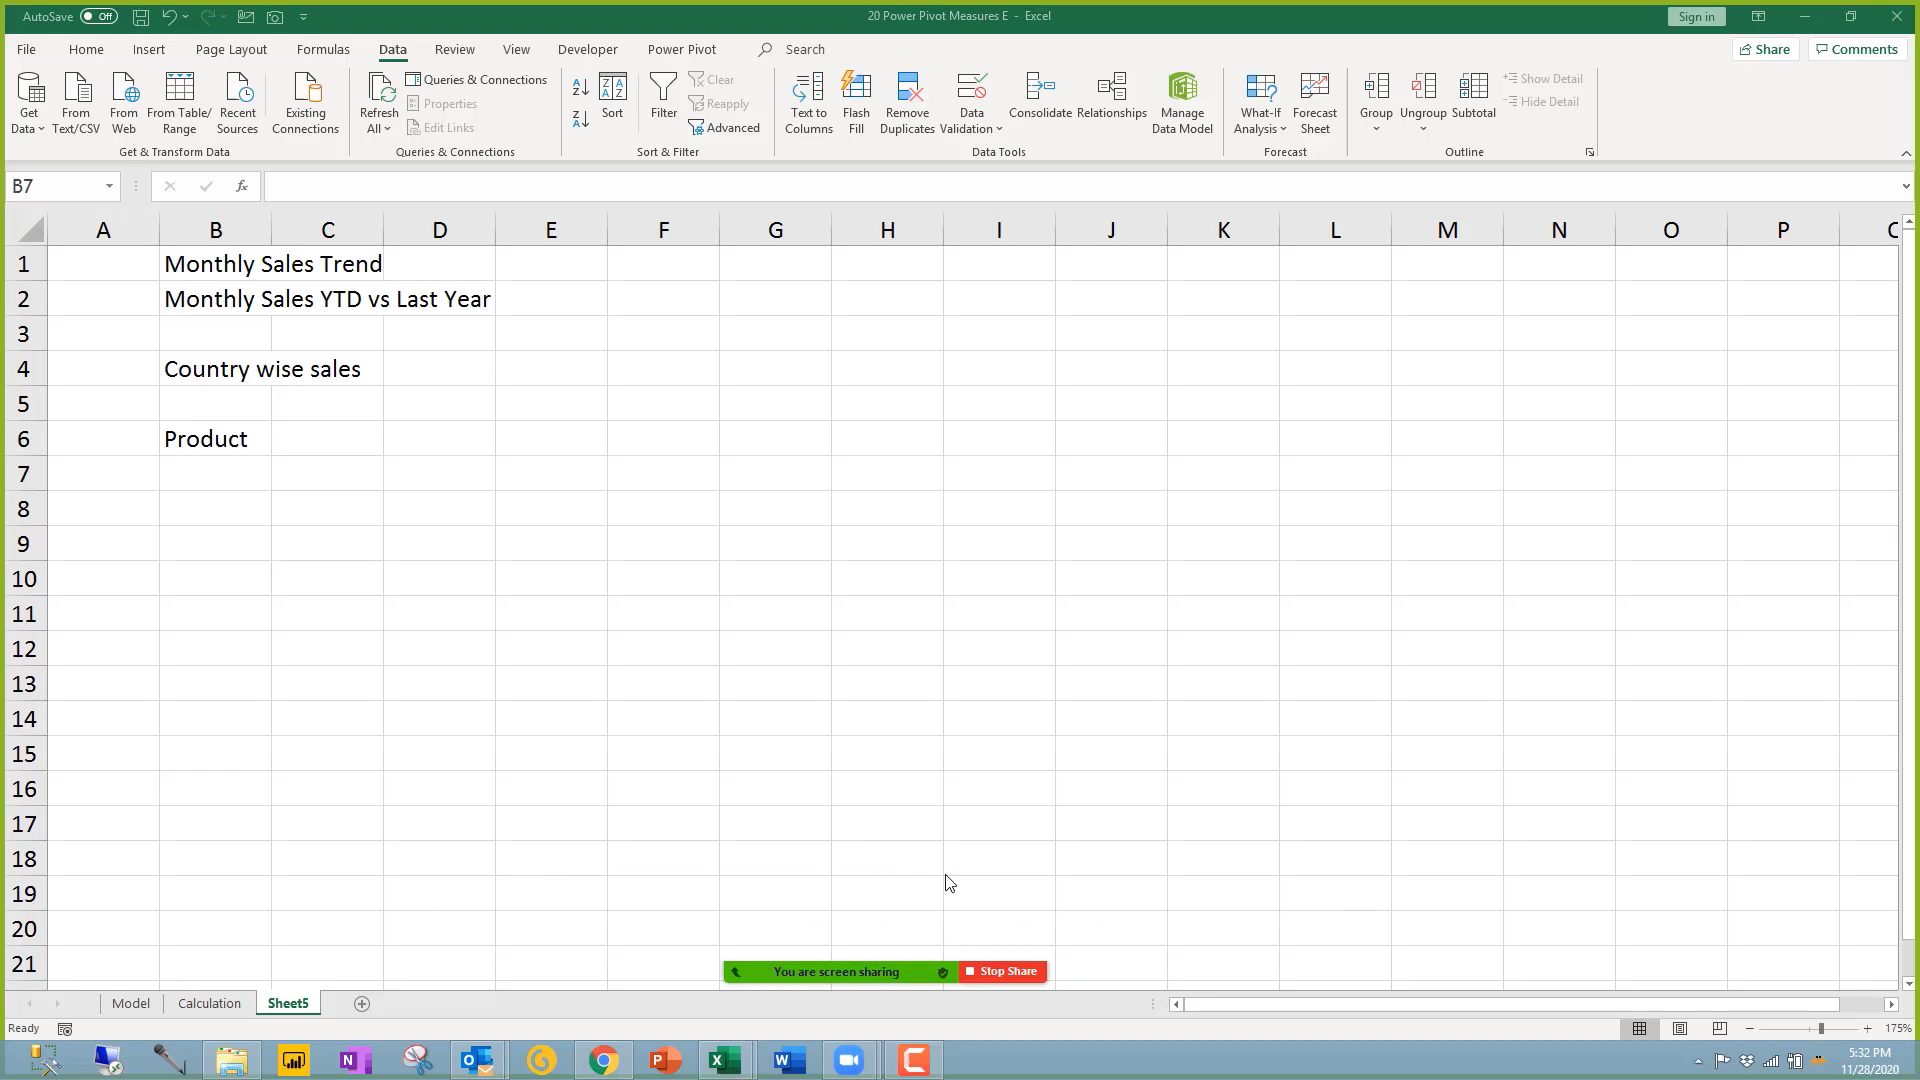 AutoSave Off
20 Power Pivot Measures E - Excel
Sign in
File Home Insert Page Layout Formulas Data Review View Developer Power Pivot Search
Share Comments
Get Data
From Text/CSV
From Web
From Table/Range
Recent Sources
Existing Connections
Get & Transform Data
Refresh All
Queries & Connections
Properties
Edit Links
Queries & Connections
Sort
Filter
Clear
Reapply
Advanced
Sort & Filter
Text to Columns
Flash Fill
Remove Duplicates
Data Validation
Consolidate
Relationships
Manage Data Model
Data Tools
What-If Analysis
Forecast Sheet
Forecast
Group
Ungroup
Subtotal
Show Detail
Hide Detail
Outline
B7 fx
A B C D E F G H I J K L M N O P
1 Monthly Sales Trend
2 Monthly Sales YTD vs Last Year
3
4 Country wise sales
5
6 Product
7
8
9
10
11
12
13
14
15
16
17
18
19
20
21
You are screen sharing Stop Share
Model Calculation Sheet5
Ready
175%
5:32 PM
11/28/2020